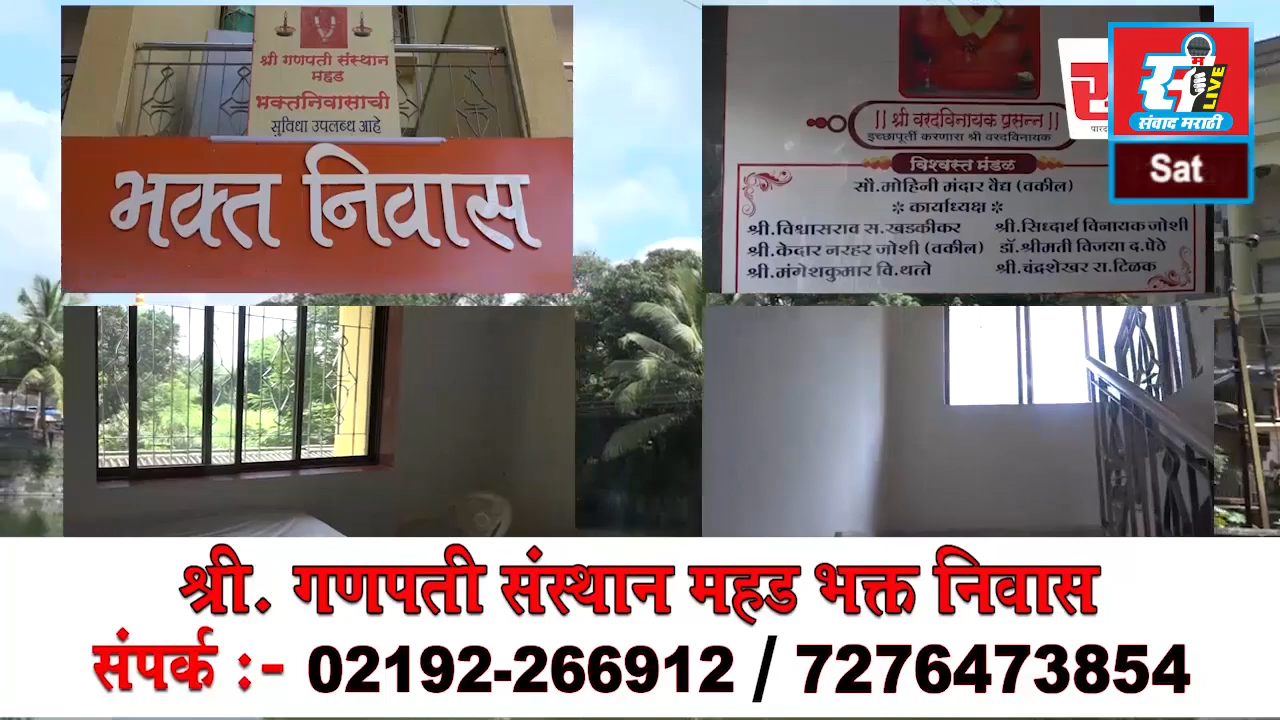 श्री गणपती संस्थान
महड
भक्तनिवासाची
सुविधा उपलब्ध आहे
भक्त निवास
|| श्री वरदविनायक प्रसन्न ||
इच्छापूर्ती करणारा श्री वरदविनायक
विश्वस्त मंडळ
सौ.मोहिनी मंदार वैद्य (वकील)
* कार्याध्यक्ष *
श्री.विश्वासराव स.खडकीकर श्री.सिध्दार्थ विनायक जोशी
श्री.केदार नरहर जोशी (वकील) डॉ.श्रीमती विजया द.पेठे
श्री.मंगेशकुमार वि.थत्ते श्री.चंद्रशेखर रा.टिळक
सम
LIVE
संवाद मराठी
पारद
Sat
श्री. गणपती संस्थान महड भक्त निवास
संपर्क :- 02192-266912 / 7276473854